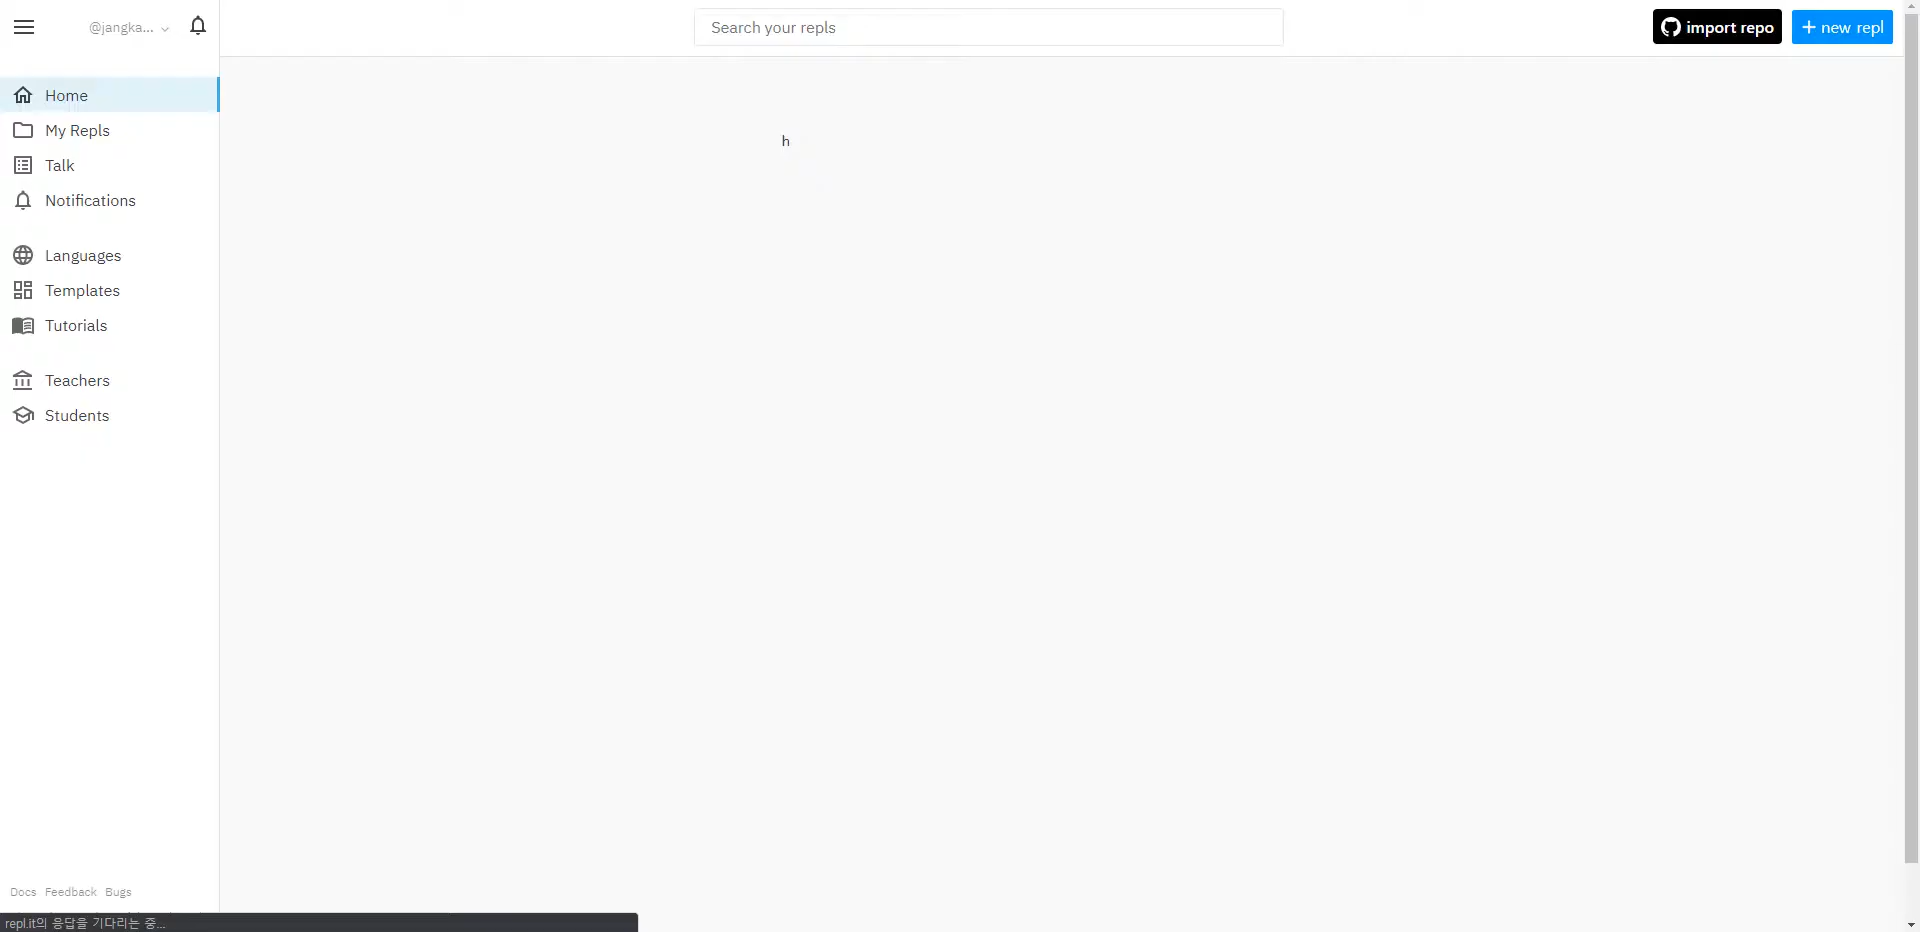 @jangka...
Search your repls
import repo
+ new repl
Home
My Repls
Talk
Notifications
Languages
Templates
Tutorials
Teachers
Students
h
Docs Feedback Bugs
repl.it의 응답을 기다리는 중...